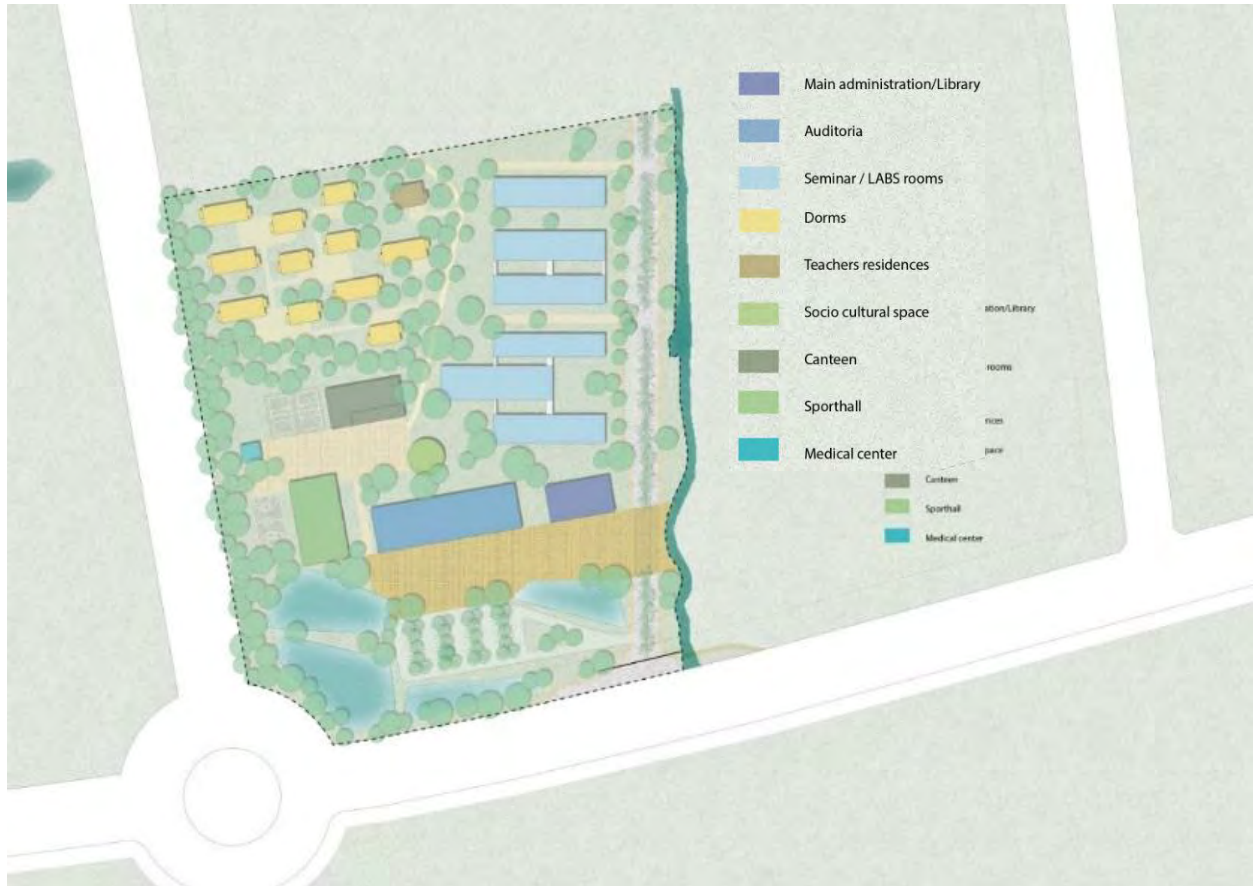 Main administration/Library
Auditoria
Seminar / LABS rooms
Dorms
Teachers residences
Socio cultural space
ation/Library
Canteen
rooms
Sporthall
nces
Medical center
pace
Canteen
Sporthall
Medical center